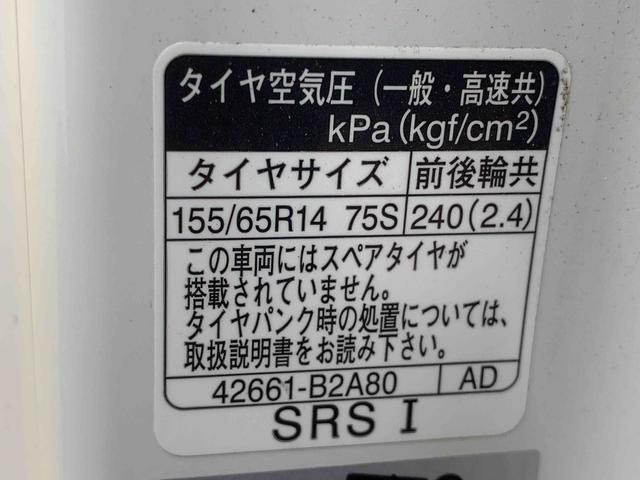 タイヤ空気圧（一般・高速共）
kPa(kgf/cm²)
タイヤサイズ 前後輪共
155/65R14 75S 240(2.4)
この車両にはスペアタイヤが
搭載されていません。
タイヤパンク時の処置については、
取扱説明書をお読み下さい。
42661-B2A80 AD
SRS I